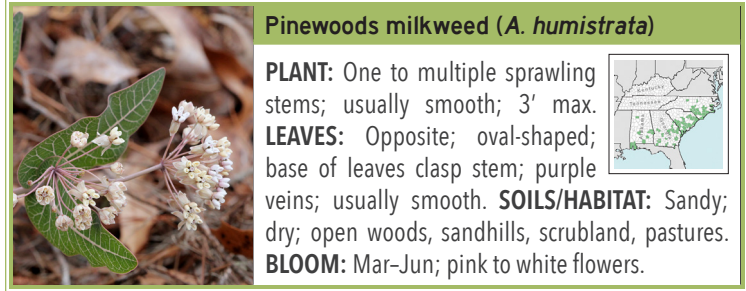 Pinewoods milkweed (A. humistrata)
PLANT: One to multiple sprawling
stems; usually smooth; 3′ max.
LEAVES: Opposite; oval-shaped;
base of leaves clasp stem; purple
veins; usually smooth. SOILS/HABITAT: Sandy;
dry; open woods, sandhills, scrubland, pastures.
BLOOM: Mar–Jun; pink to white flowers.
Kentucky
Tennessee